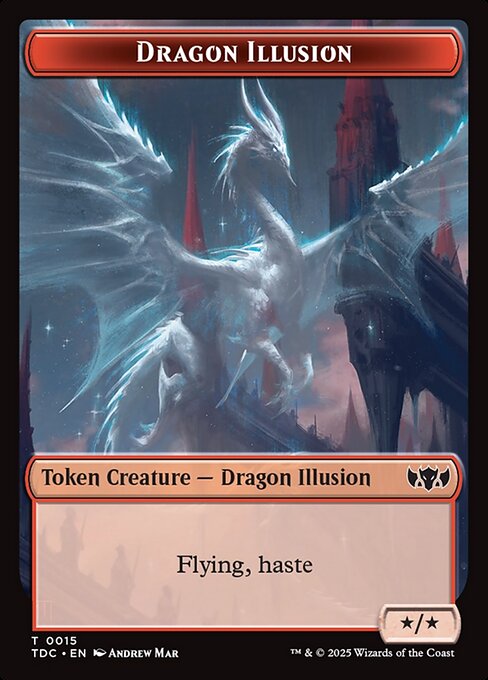 Dragon Illusion
Token Creature — Dragon Illusion
Flying, haste
★/★
T 0015
TDC • EN Andrew Mar
™ & © 2025 Wizards of the Coast